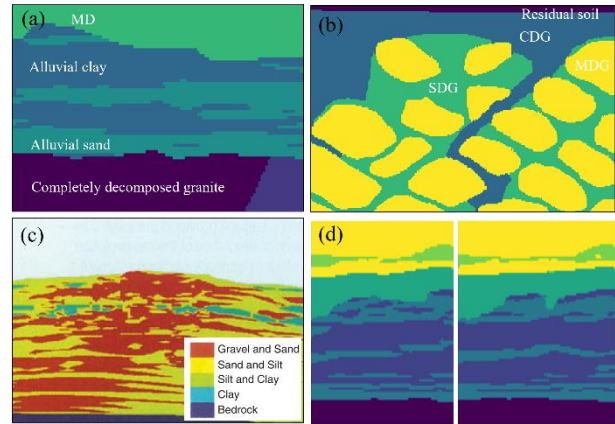 (a)
MD
Alluvial clay
Alluvial sand
Completely decomposed granite
(b)
Residual soil
CDG
MDG
SDG
(c)
Gravel and Sand
Sand and Silt
Silt and Clay
Clay
Bedrock
(d)